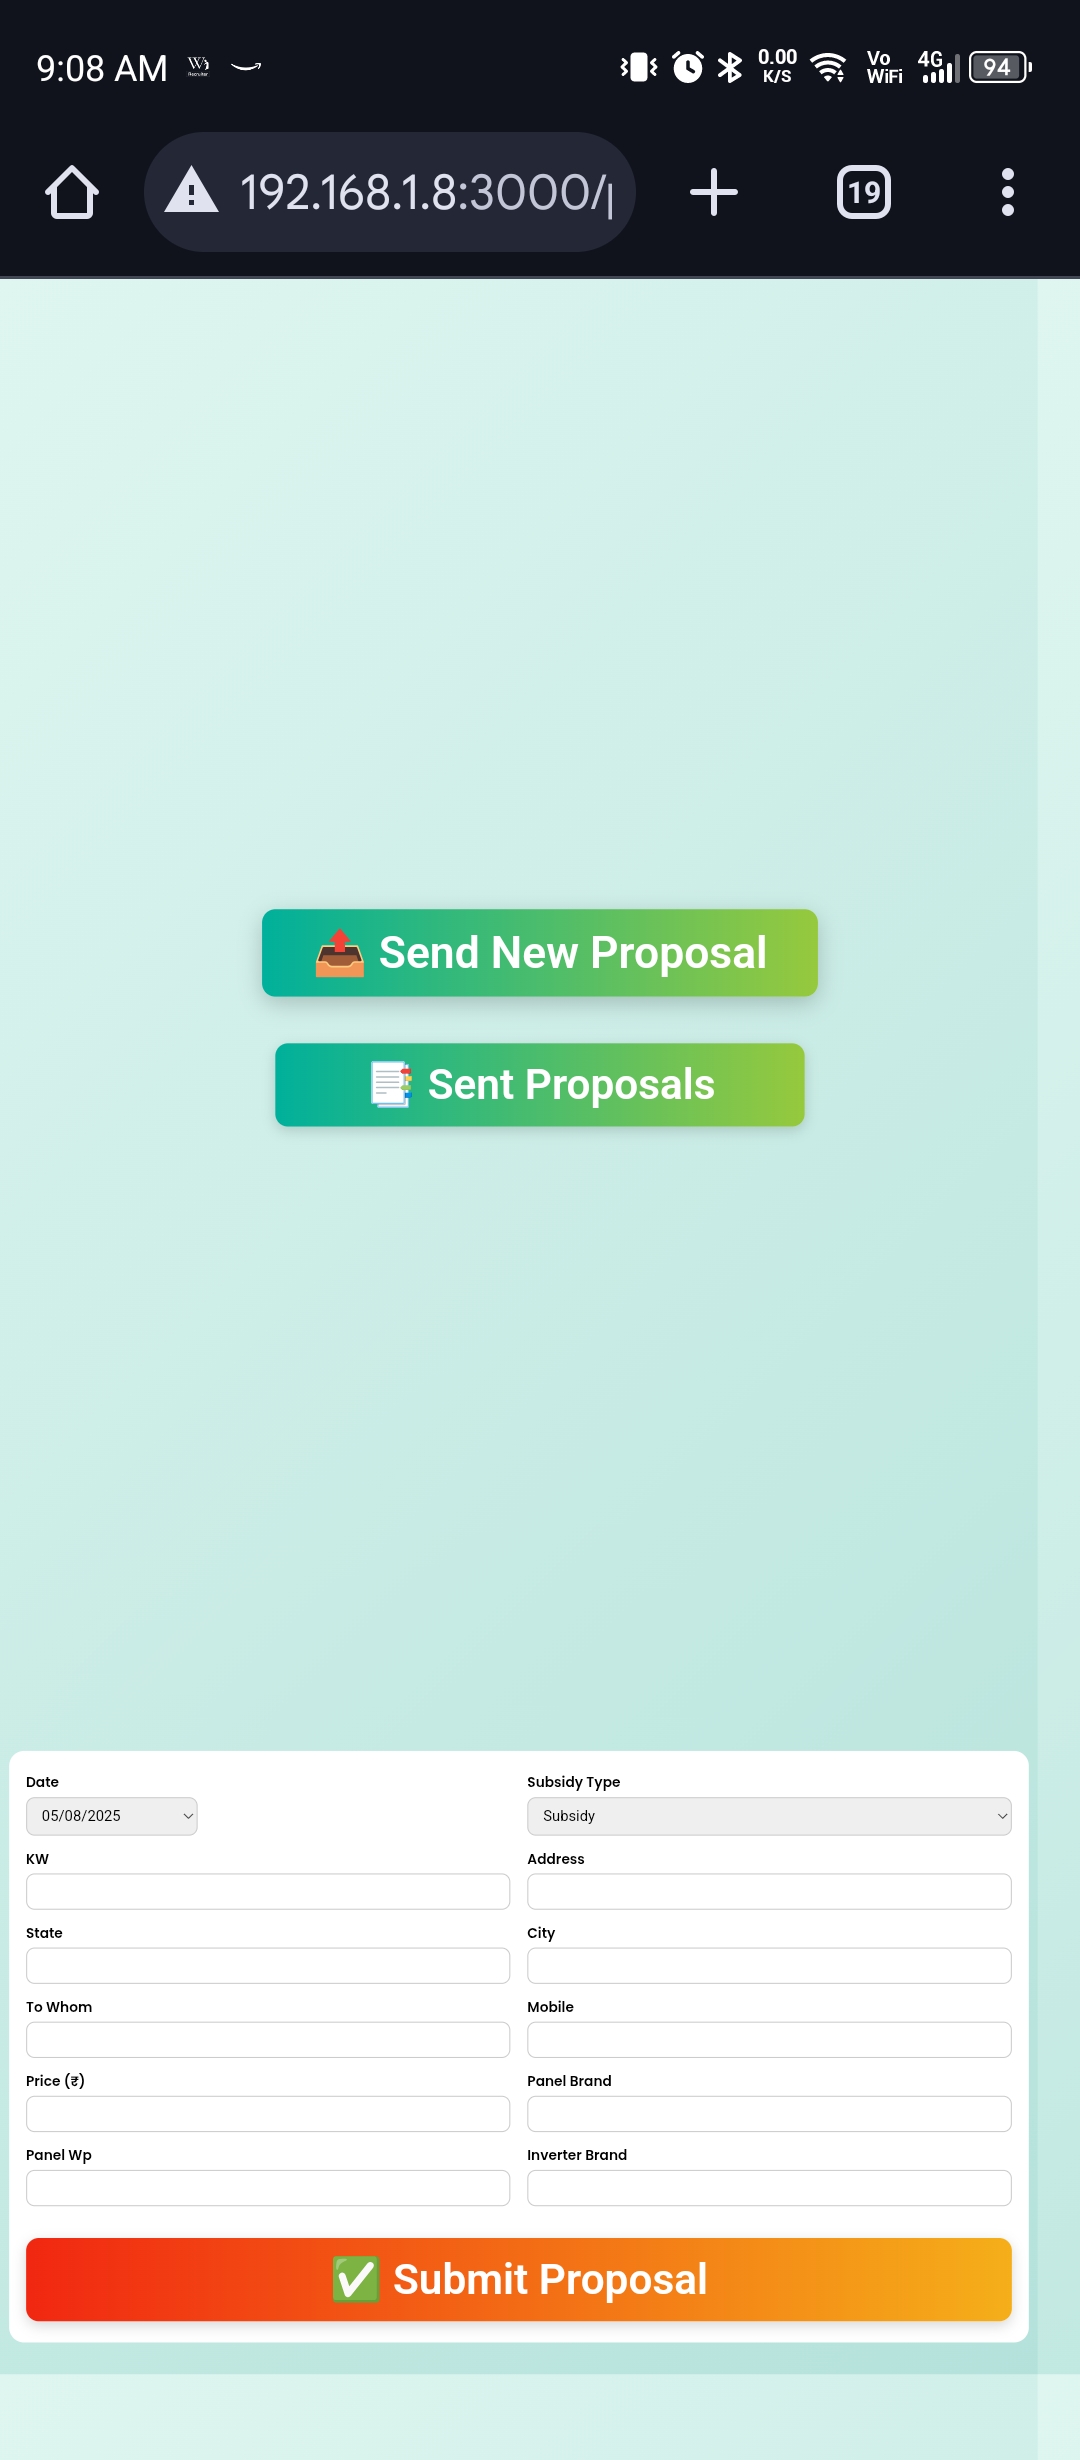 9:08 AM
0.00
K/S
Vo
WiFi
4G
94
192.168.1.8:3000/
19
Send New Proposal
Sent Proposals
Date
Subsidy Type
05/08/2025
Subsidy
KW
Address
State
City
To Whom
Mobile
Price (₹)
Panel Brand
Panel Wp
Inverter Brand
Submit Proposal